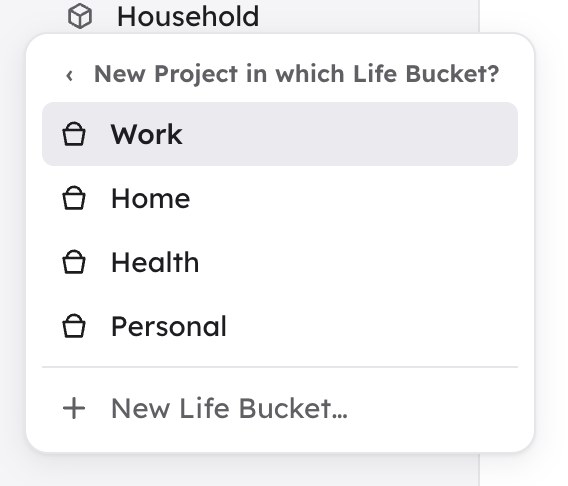 Household
‹ New Project in which Life Bucket?
Work
Home
Health
Personal
+ New Life Bucket...